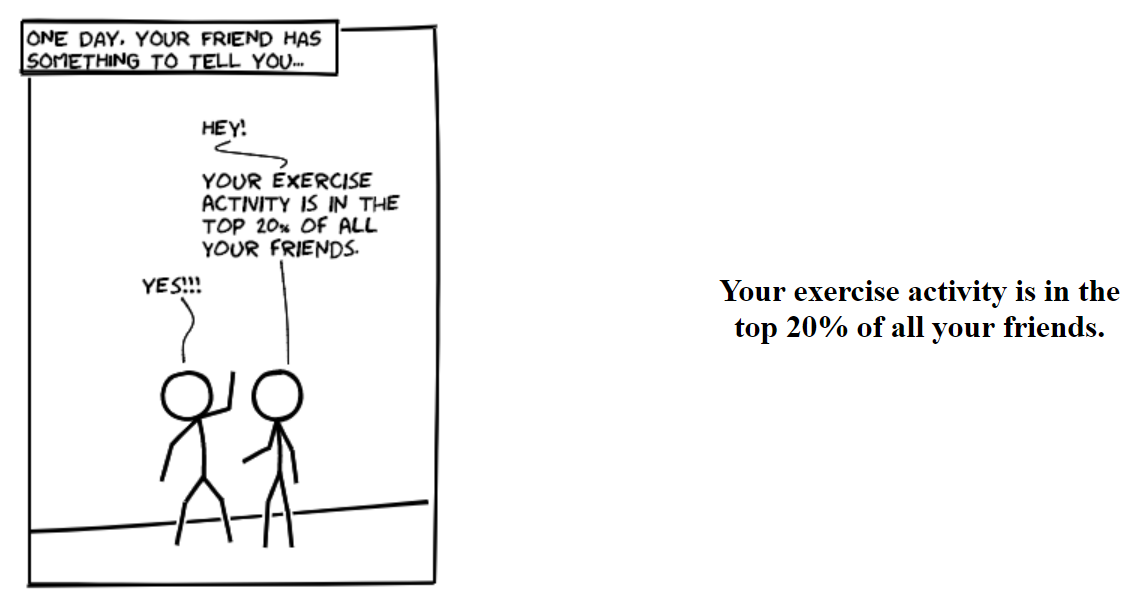 ONE DAY, YOUR FRIEND HAS
SOMETHING TO TELL YOU...
HEY!
YOUR EXERCISE
ACTIVITY IS IN THE
TOP 20% OF ALL
YOUR FRIENDS.
YES!!!
Your exercise activity is in the
top 20% of all your friends.